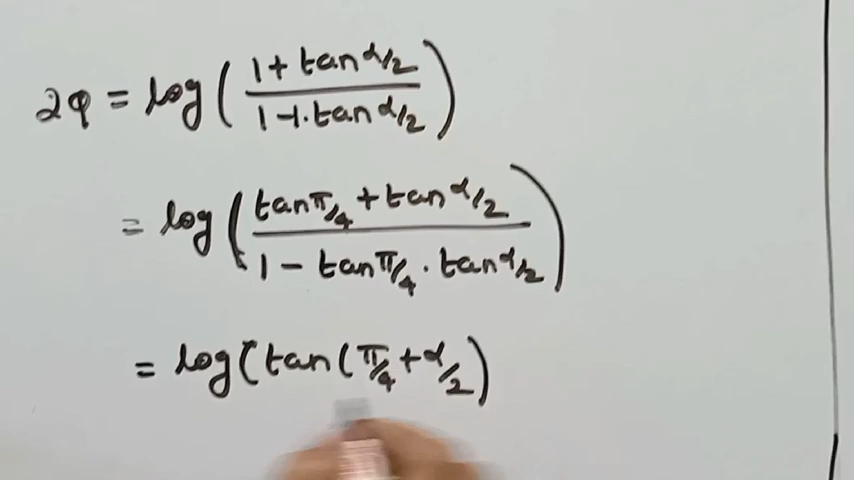 2φ = log( (1 + tan α/2) / (1 - 1. tan α/2) )
= log( (tan π/4 + tan α/2) / (1 - tan π/4 . tan α/2) )
= log( tan( π/4 + α/2 )